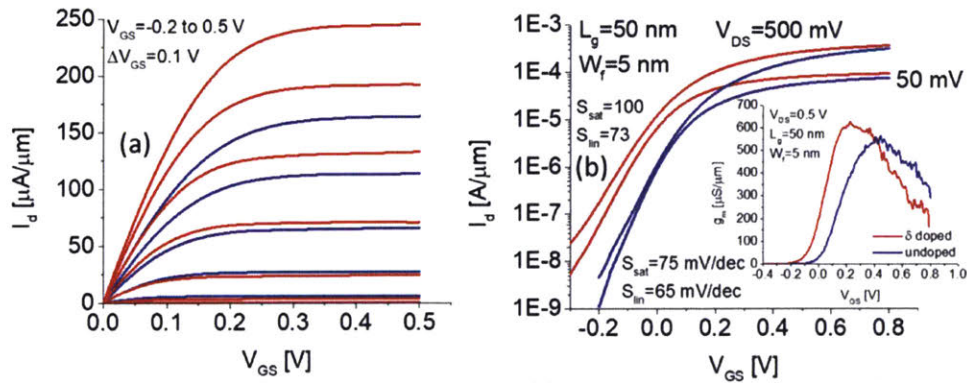 V_GS=-0.2 to 0.5 V
ΔV_GS=0.1 V
(a)
I_d [μA/μm]
250
200
150
100
50
0
0.0 0.1 0.2 0.3 0.4 0.5
V_GS [V]
L_g=50 nm
V_DS=500 mV
W_f=5 nm
50 mV
S_sat=100
S_lin=73
(b)
S_sat=75 mV/dec
S_lin=65 mV/dec
I_d [A/μm]
1E-3
1E-4
1E-5
1E-6
1E-7
1E-8
1E-9
-0.2 0.0 0.2 0.4 0.6 0.8
V_GS [V]
V_DS=0.5 V
L_g=50 nm
W_f=5 nm
g_m [μS/μm]
700
600
500
400
300
200
100
0
δ doped
undoped
-0.4 -0.2 0.0 0.2 0.4 0.6 0.8 1.0
V_GS [V]